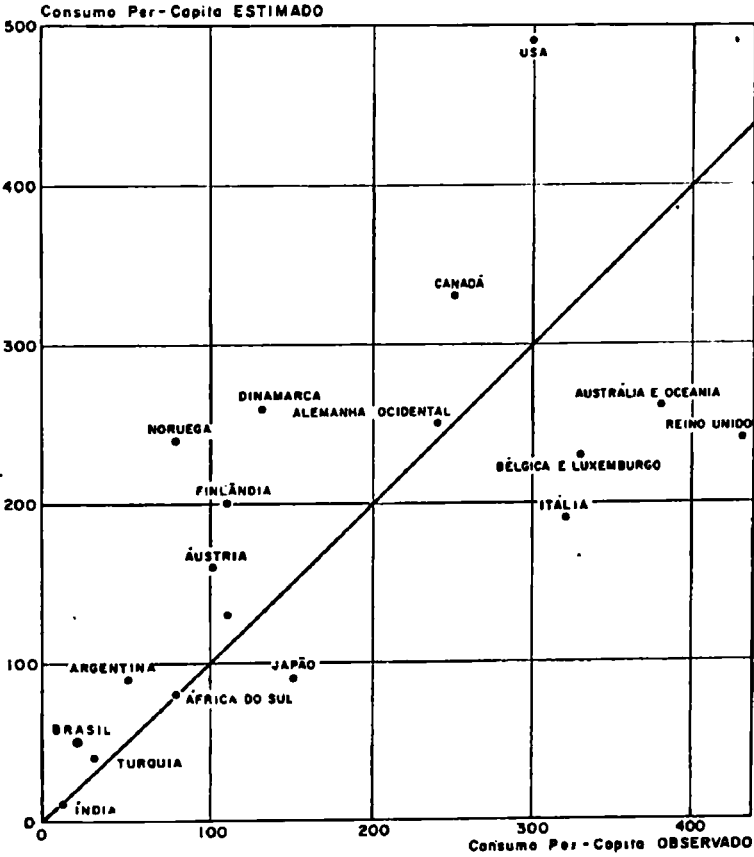 Consumo Per-Capita ESTIMADO
500
USA
400
CANADÁ
300
DINAMARCA
AUSTRÁLIA E OCEANIA
ALEMANHA OCIDENTAL
NORUEGA
REINO UNIDO
BÉLGICA E LUXEMBURGO
FINLÂNDIA
200
ITÁLIA
ÁUSTRIA
100
ARGENTINA
JAPÃO
ÁFRICA DO SUL
BRASIL
TURQUIA
ÍNDIA
0
0 100 200 300 400
Consumo Per-Capita OBSERVADO